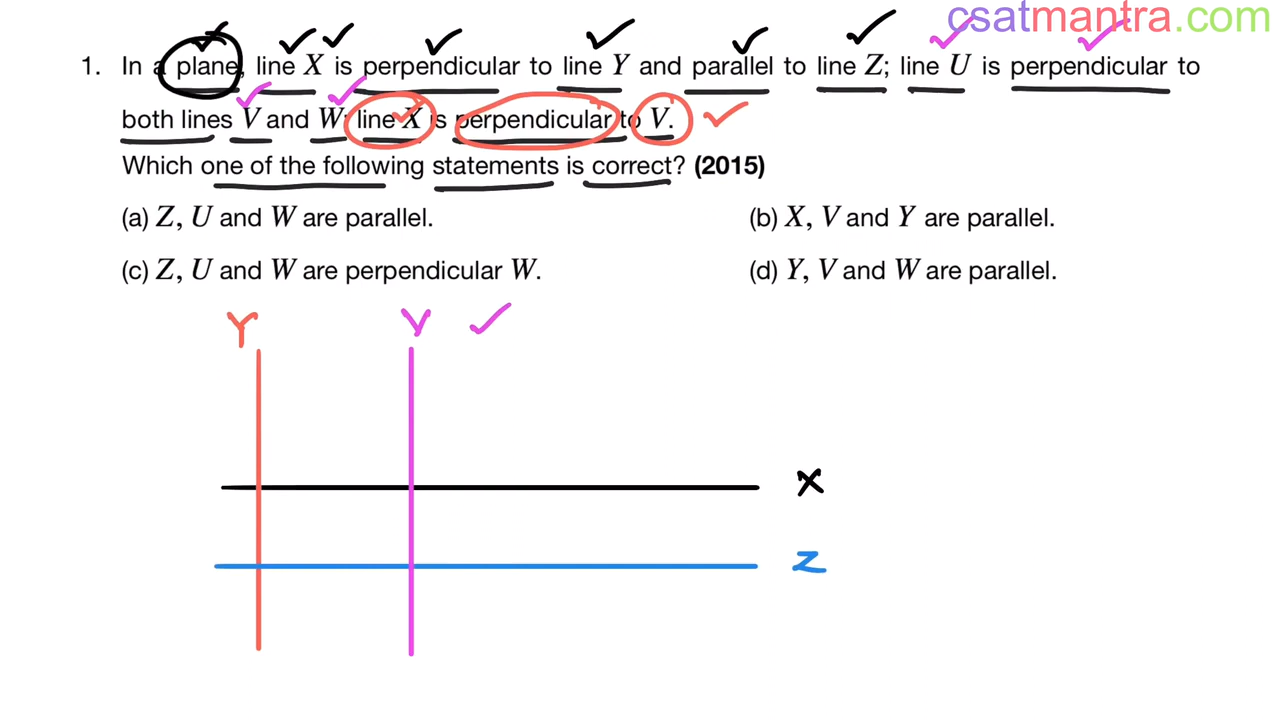 csatmantra.com
1. In a plane, line X is perpendicular to line Y and parallel to line Z; line U is perpendicular to
both lines V and W; line X is perpendicular to V.
Which one of the following statements is correct? (2015)
(a) Z, U and W are parallel.
(b) X, V and Y are parallel.
(c) Z, U and W are perpendicular W.
(d) Y, V and W are parallel.
Y V
X
Z